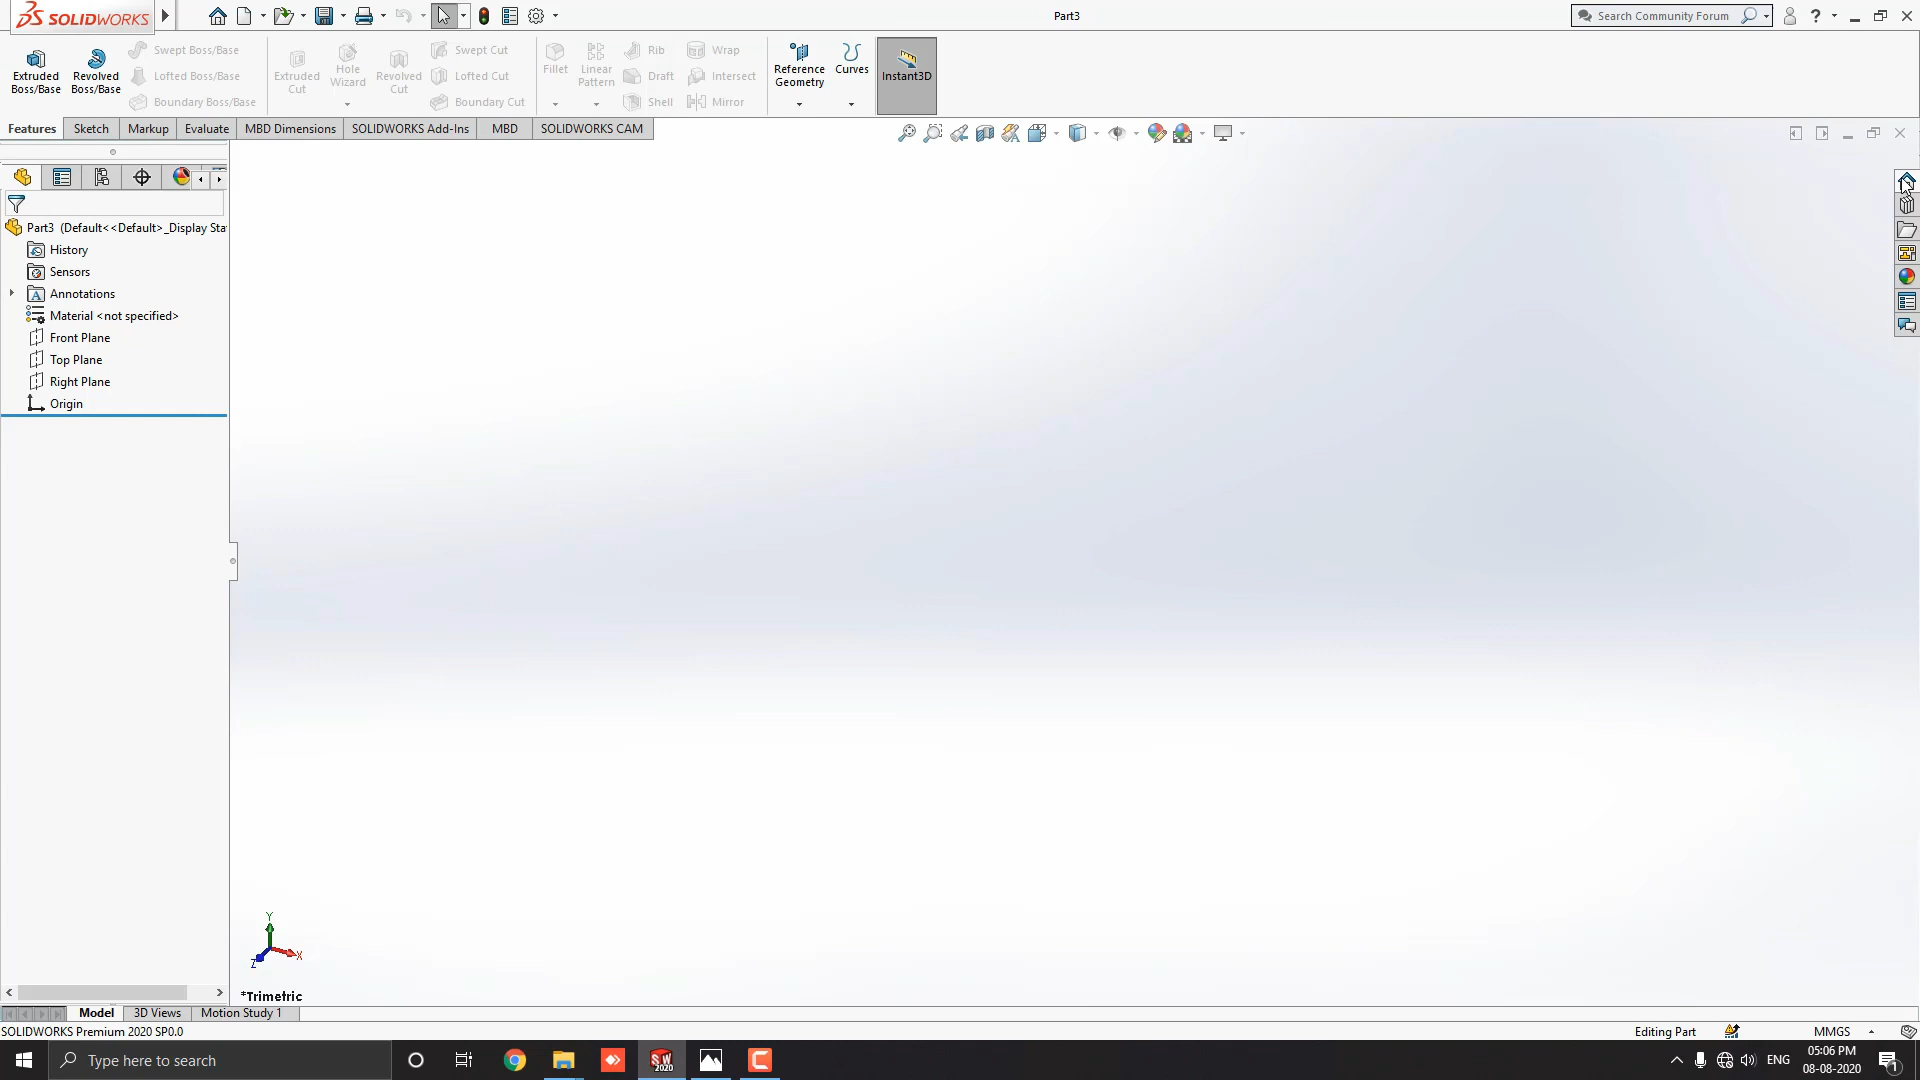 SOLIDWORKS
Part3
Search Community Forum
Extruded Boss/Base
Revolved Boss/Base
Swept Boss/Base
Lofted Boss/Base
Boundary Boss/Base
Extruded Cut
Hole Wizard
Revolved Cut
Swept Cut
Lofted Cut
Boundary Cut
Fillet
Linear Pattern
Rib
Draft
Shell
Wrap
Intersect
Mirror
Reference Geometry
Curves
Instant3D
Features
Sketch
Markup
Evaluate
MBD Dimensions
SOLIDWORKS Add-Ins
MBD
SOLIDWORKS CAM
Part3 (Default<<Default>_Display Sta
History
Sensors
Annotations
Material <not specified>
Front Plane
Top Plane
Right Plane
Origin
Y
X
Z
*Trimetric
Model
3D Views
Motion Study 1
SOLIDWORKS Premium 2020 SP0.0
Editing Part
MMGS
Type here to search
SW
2020
ENG
05:06 PM
08-08-2020
1